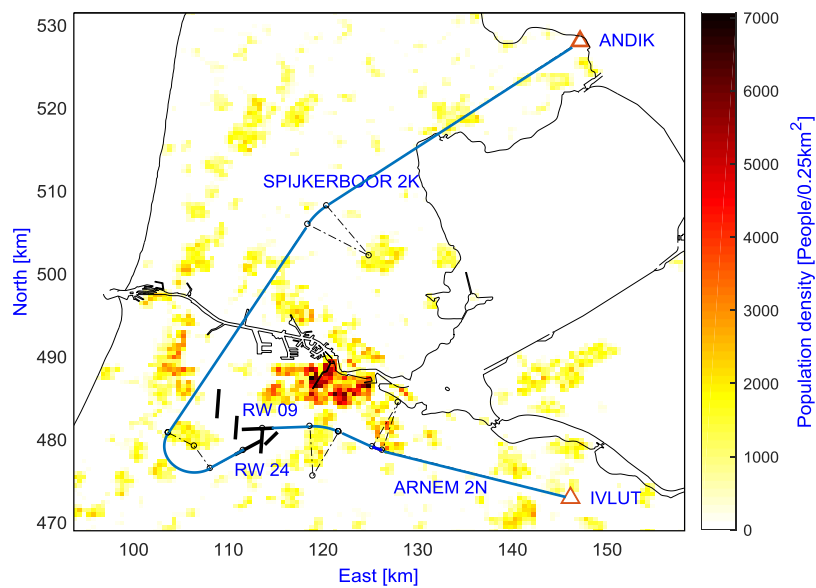 530
520
510
500
490
480
470
North [km]
100
110
120
130
140
150
East [km]
ANDIK
SPIJKERBOOR 2K
RW 09
RW 24
ARNEM 2N
IVLUT
7000
6000
5000
4000
3000
2000
1000
0
Population density [People/0.25km²]